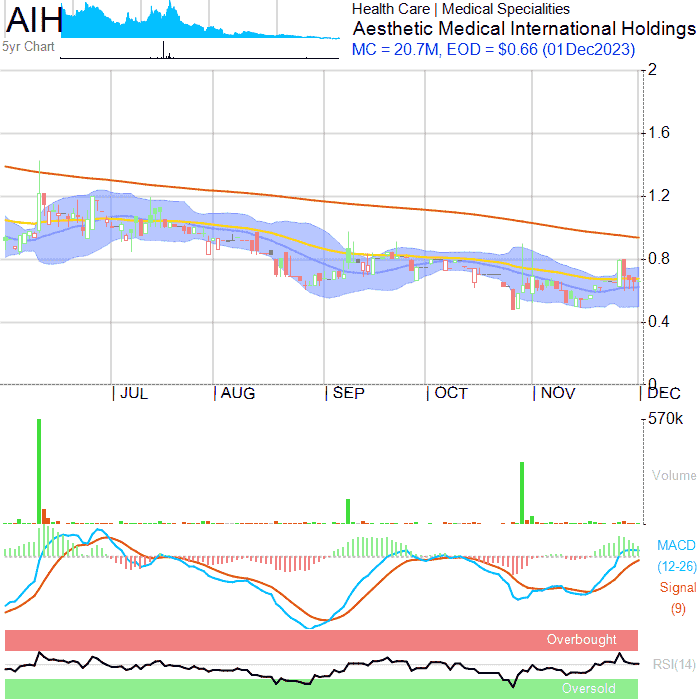 AIH
5yr Chart
Health Care | Medical Specialities
Aesthetic Medical International Holdings
MC = 20.7M, EOD = $0.66 (01Dec2023)
2
1.6
1.2
0.8
0.4
0
JUL
AUG
SEP
OCT
NOV
DEC
570k
Volume
MACD
(12-26)
Signal
(9)
Overbought
RSI(14)
Oversold